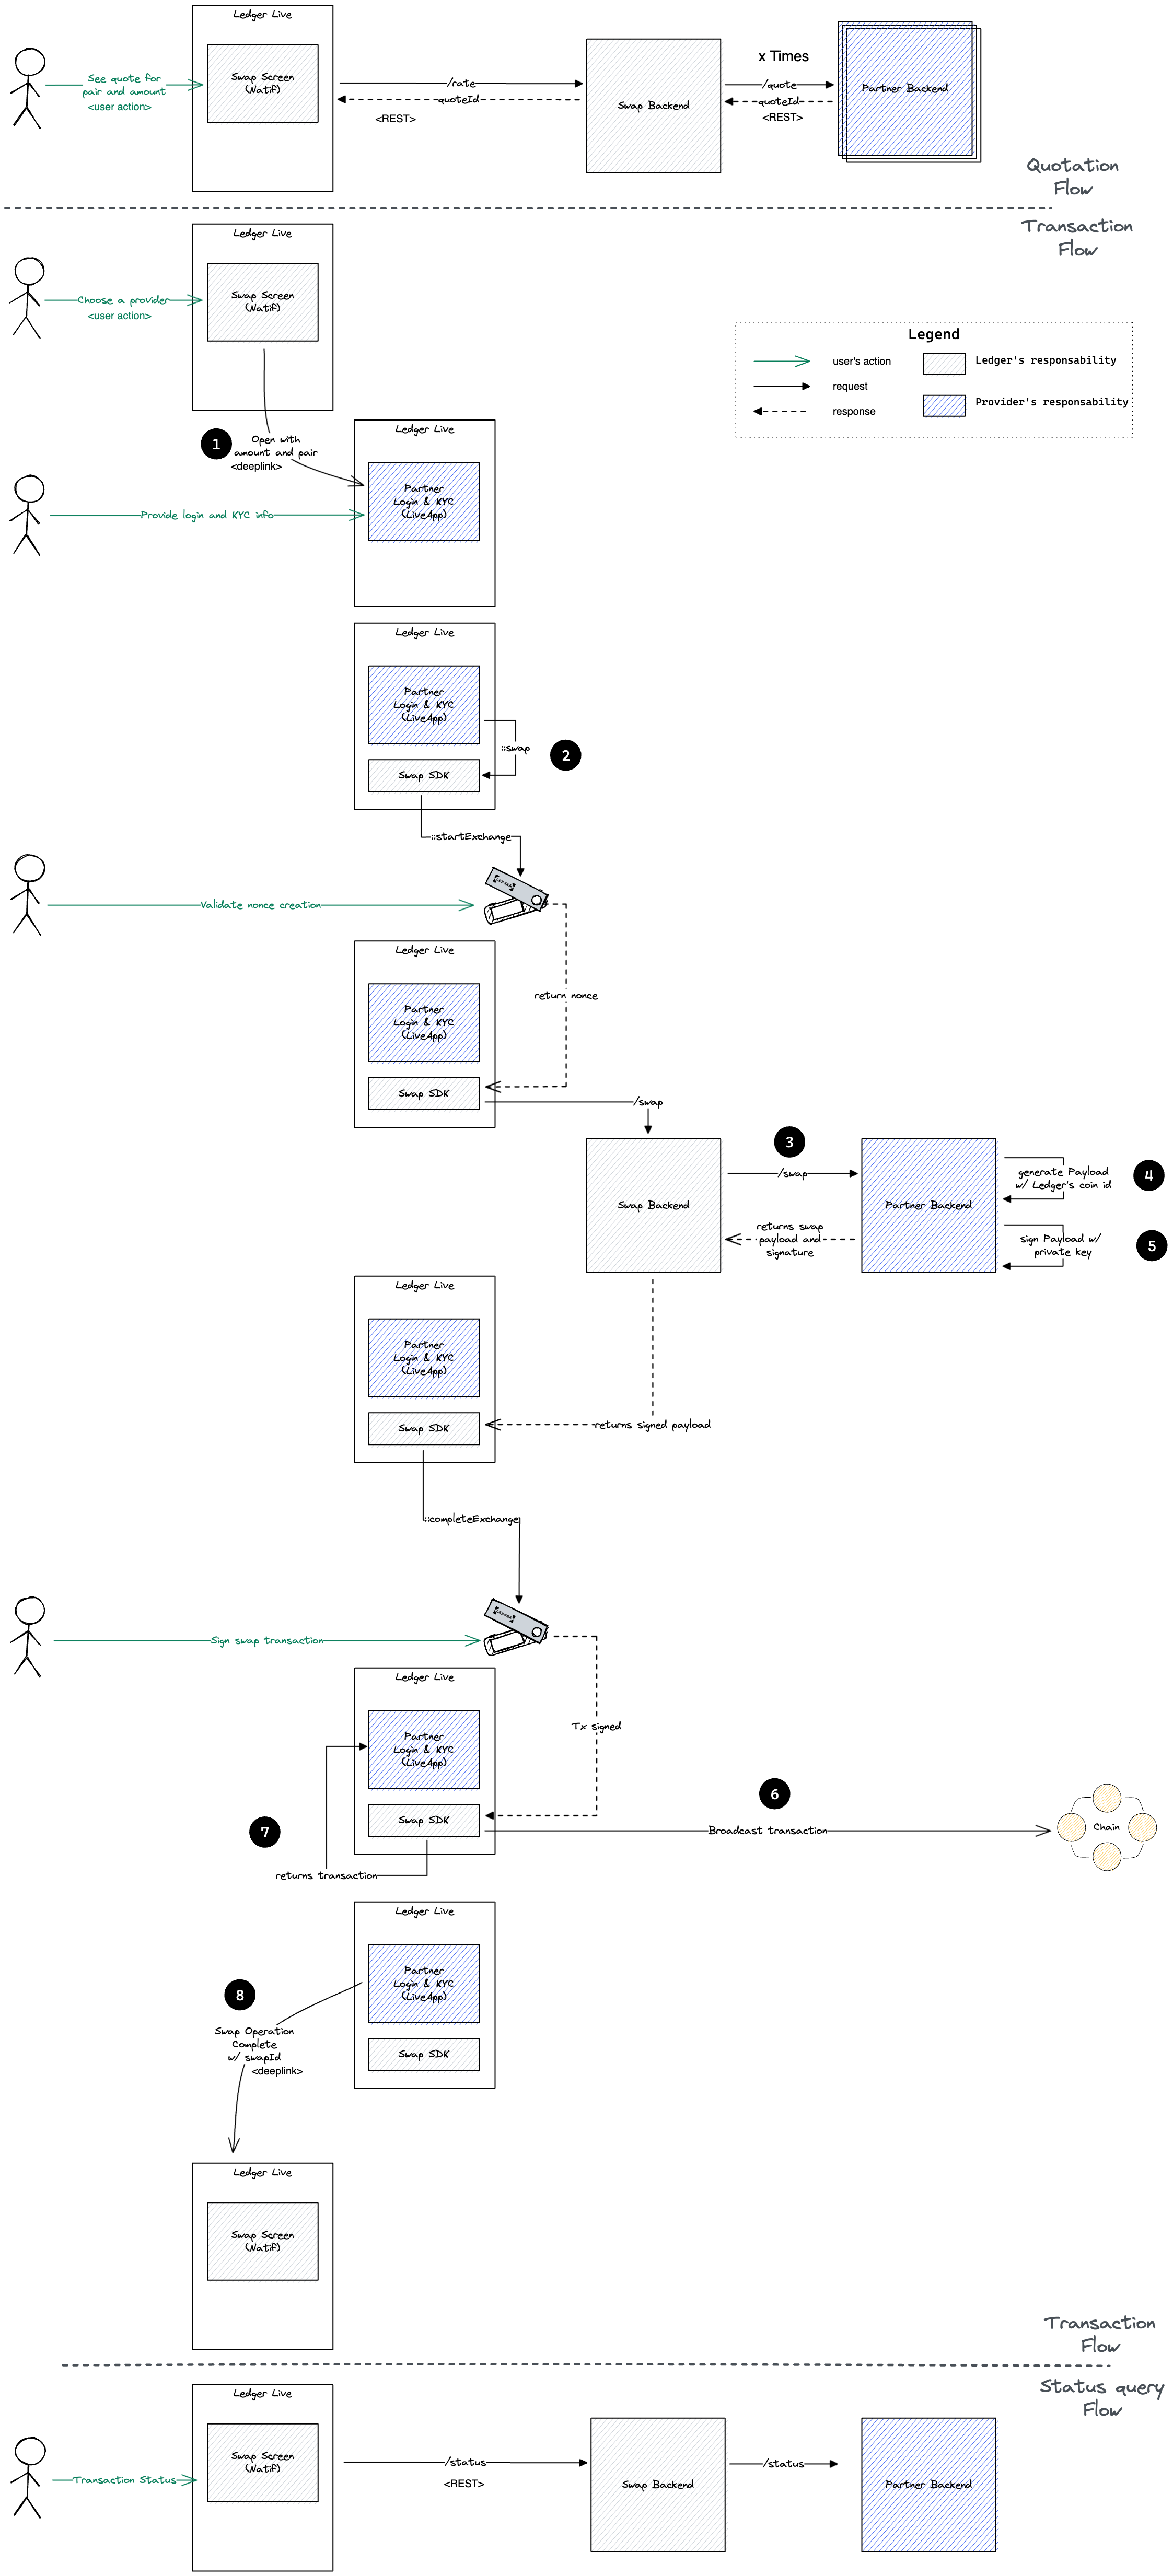 Ledger Live
See quote for
pair and amount
<user action>
Swap Screen
(Natif)
/rate
quoteId
<REST>
Swap Backend
x Times
/quote
quoteId
<REST>
Partner Backend
Quotation
Flow
Transaction
Flow
Ledger Live
Choose a provider
<user action>
Swap Screen
(Natif)
Legend
user's action
request
response
Ledger's responsability
Provider's responsability
1
Open with
amount and pair
<deeplink>
Ledger Live
Partner
Login & KYC
(LiveApp)
Provide login and KYC info
Ledger Live
Partner
Login & KYC
(LiveApp)
::swap
2
Swap SDK
::startExchange
LEDGER
Validate nonce creation
Ledger Live
return nonce
Partner
Login & KYC
(LiveApp)
Swap SDK
/swap
3
Swap Backend
/swap
returns swap
payload and
signature
Partner Backend
generate Payload
w/ Ledger's coin id
4
sign Payload w/
private key
5
Ledger Live
Partner
Login & KYC
(LiveApp)
Swap SDK
returns signed payload
::completeExchange
LEDGER
Sign swap transaction
Ledger Live
Tx signed
Partner
Login & KYC
(LiveApp)
Swap SDK
6
Broadcast transaction
Chain
7
returns transaction
Ledger Live
Partner
Login & KYC
(LiveApp)
Swap SDK
8
Swap Operation
Complete
w/ swapId
<deeplink>
Ledger Live
Swap Screen
(Natif)
Transaction
Flow
Status query
Flow
Ledger Live
Transaction Status
Swap Screen
(Natif)
/status
<REST>
Swap Backend
/status
Partner Backend